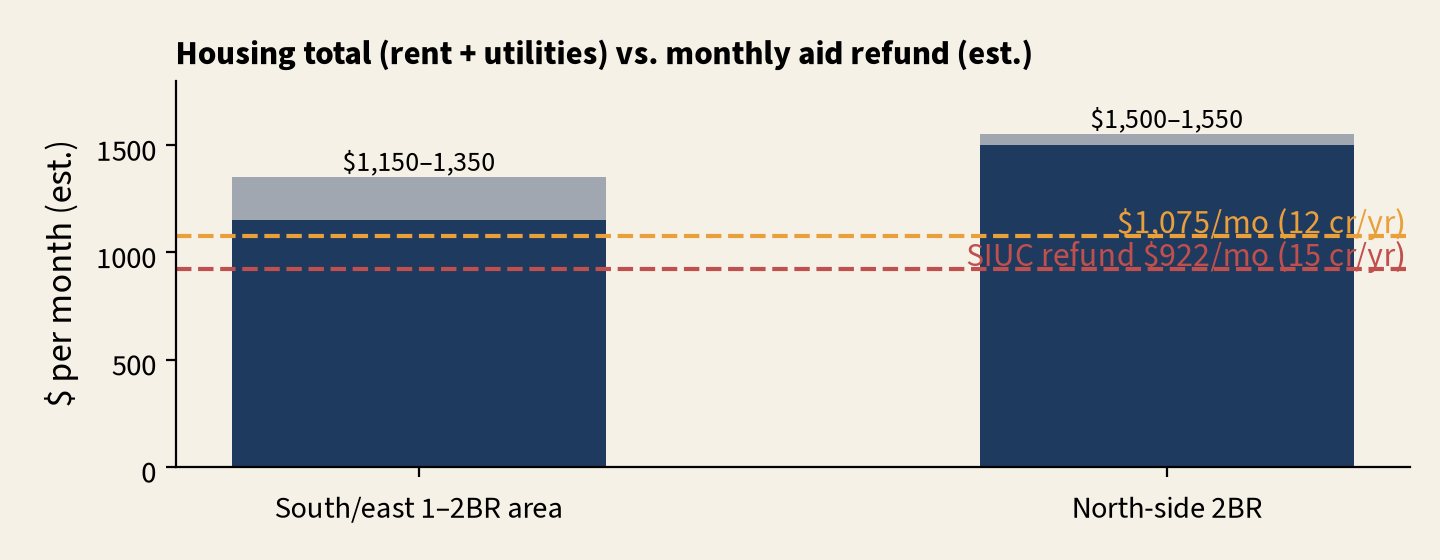 Housing total (rent + utilities) vs. monthly aid refund (est.)
$ per month (est.)
1500
1000
500
0
$1,150–1,350
$1,500–1,550
$1,075/mo (12 cr/yr)
SIUC refund $922/mo (15 cr/yr)
South/east 1–2BR area
North-side 2BR